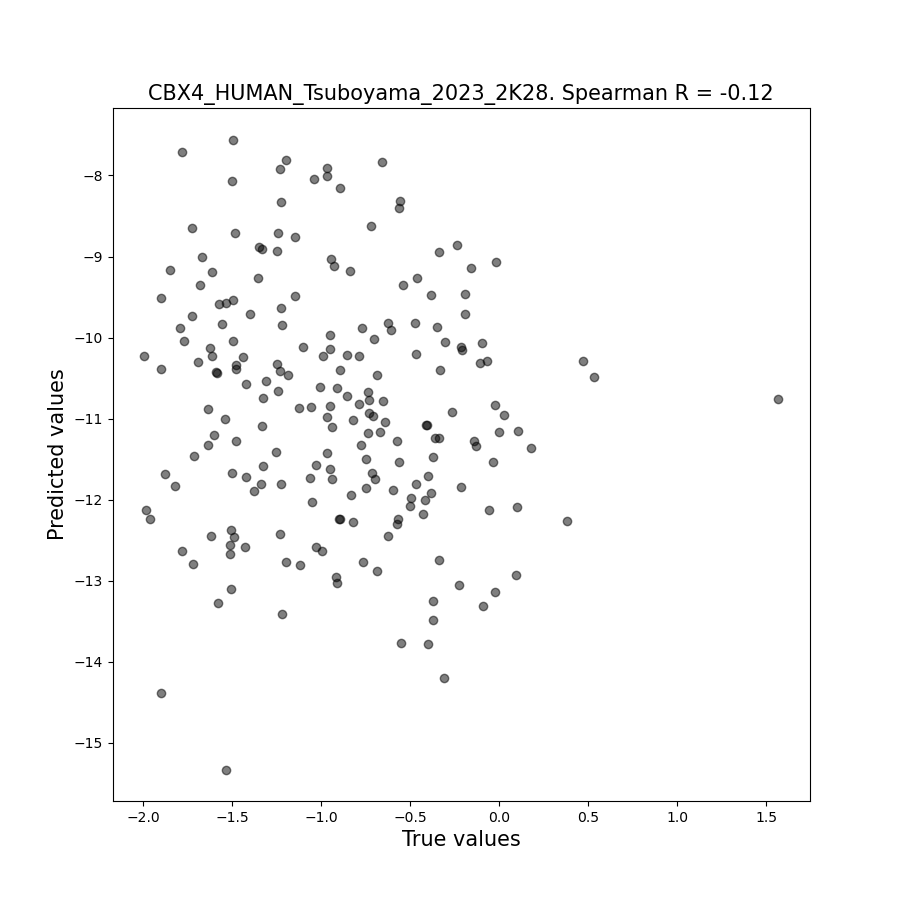 CBX4_HUMAN_Tsuboyama_2023_2K28. Spearman R = -0.12
−8
−9
−10
−11
−12
−13
−14
−15
Predicted values
−2.0 −1.5 −1.0 −0.5 0.0 0.5 1.0 1.5
True values